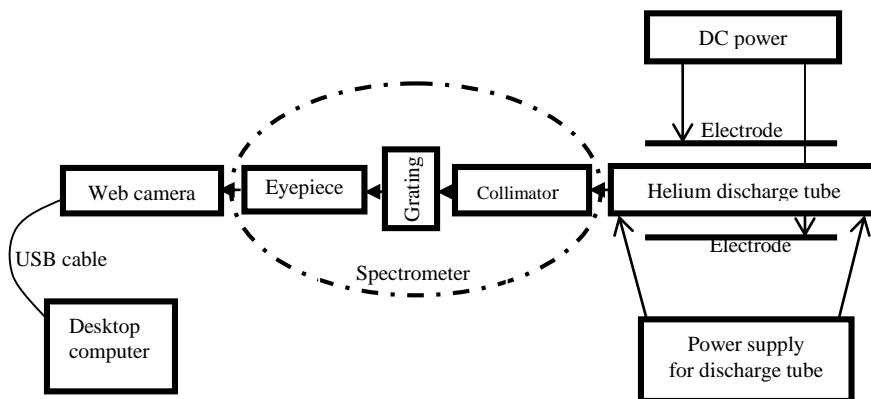 DC power
Electrode
Web camera
Eyepiece
Grating
Collimator
Helium discharge tube
Electrode
USB cable
Spectrometer
Desktop
computer
Power supply
for discharge tube